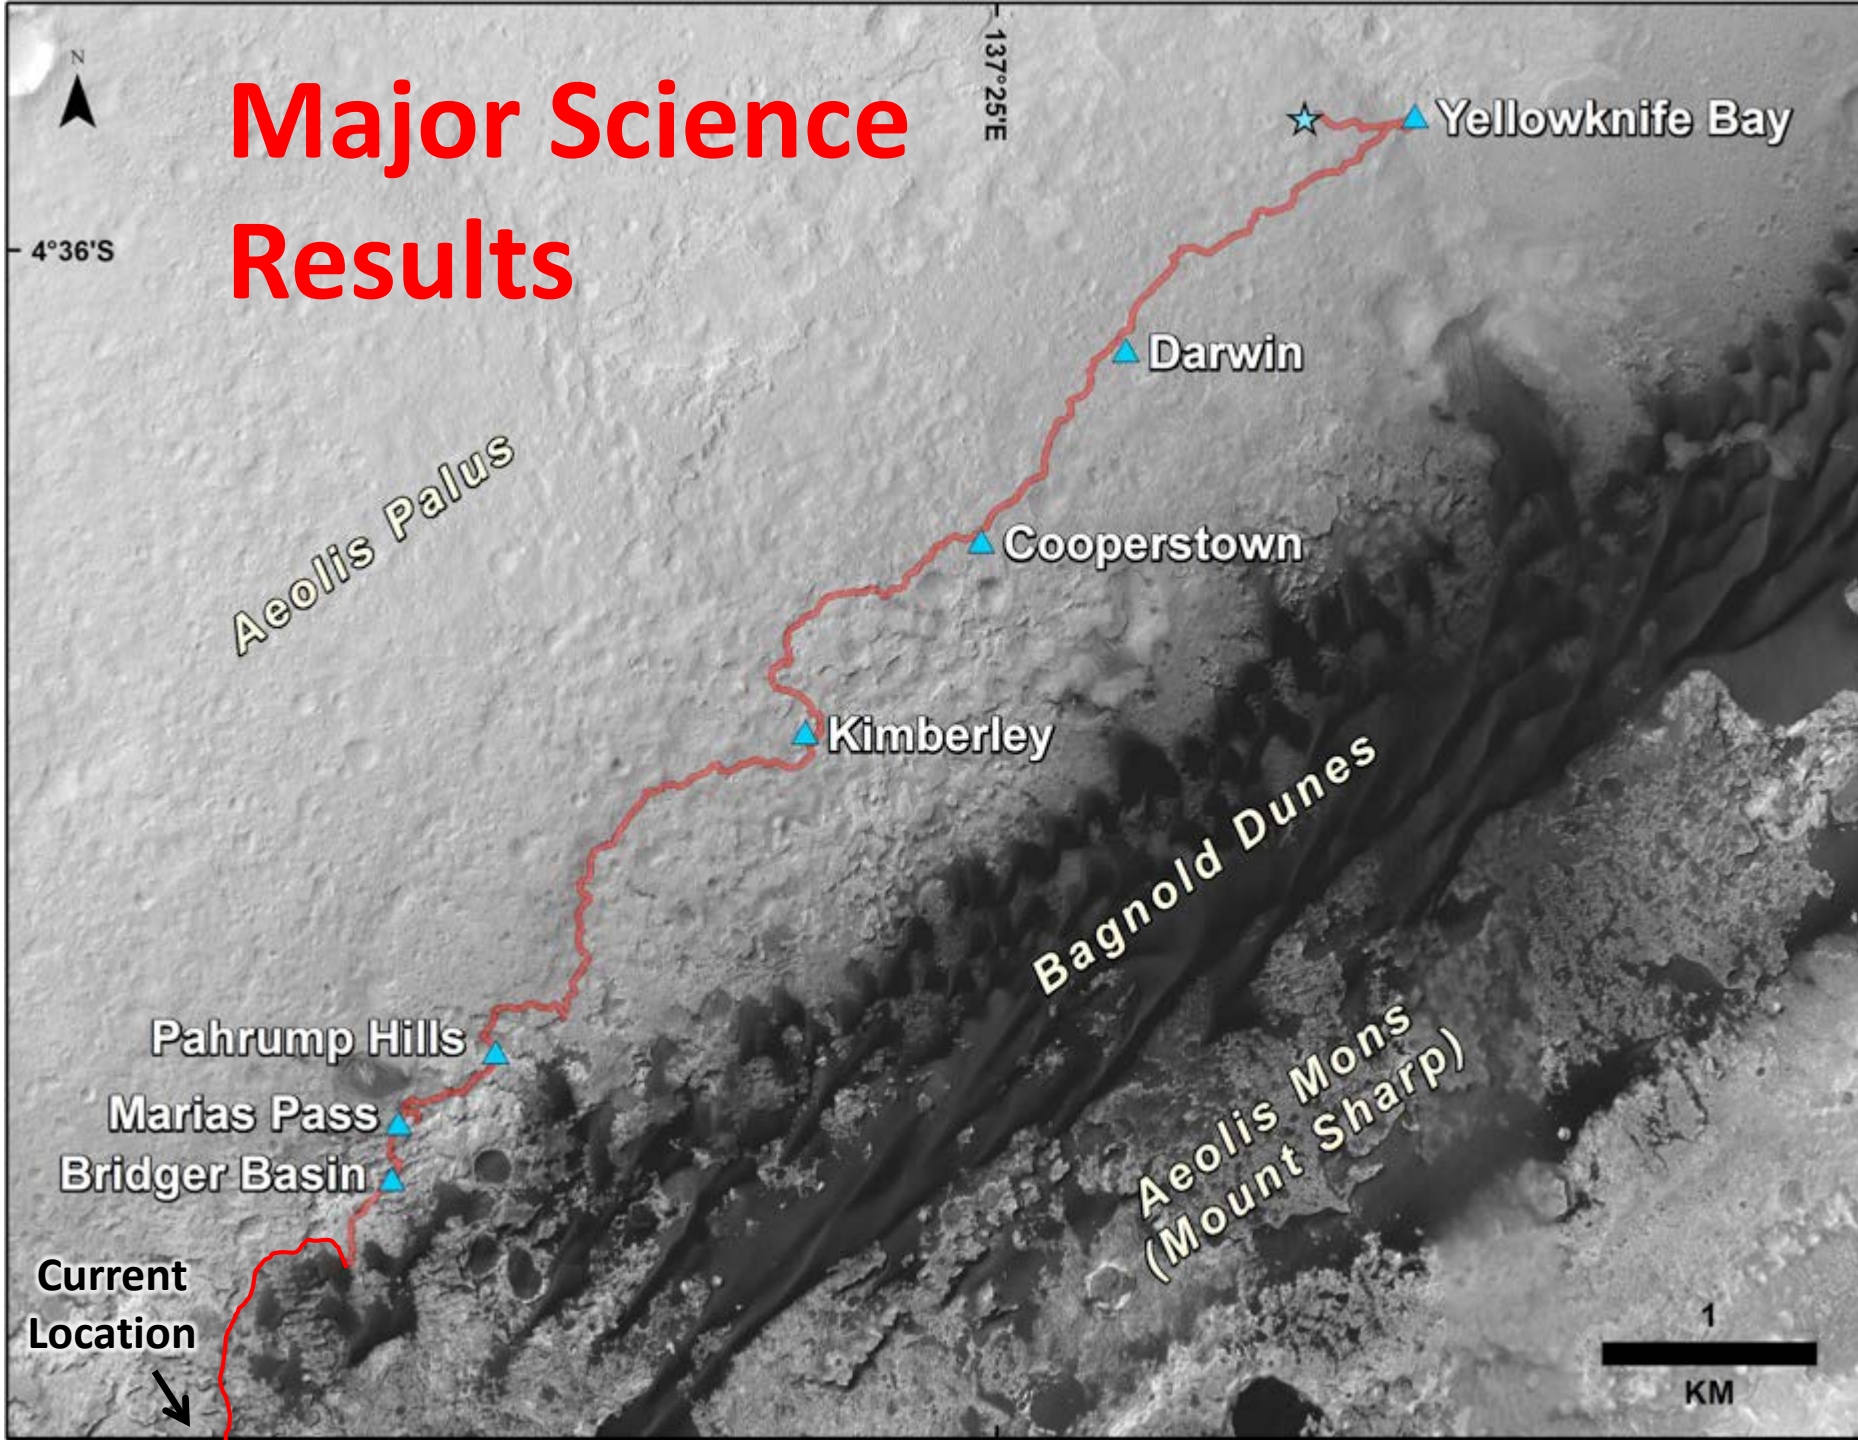 N
Major Science
Results
137°25'E
Yellowknife Bay
4°36'S
Darwin
Aeolis Palus
Cooperstown
Kimberley
Bagnold Dunes
Pahrump Hills
Marias Pass
Bridger Basin
Aeolis Mons
(Mount Sharp)
Current
Location
1
KM